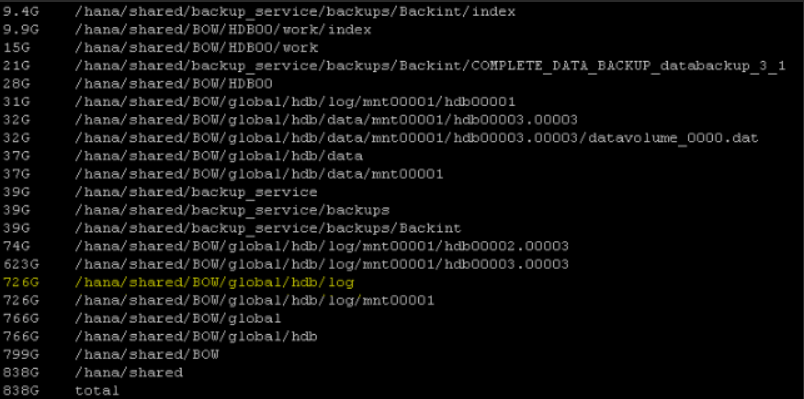 9.4G /hana/shared/backup_service/backups/Backint/index
9.9G /hana/shared/BOW/HDB00/work/index
15G /hana/shared/BOW/HDB00/work
21G /hana/shared/backup_service/backups/Backint/COMPLETE_DATA_BACKUP_databackup_3_1
28G /hana/shared/BOW/HDB00
31G /hana/shared/BOW/global/hdb/log/mnt00001/hdb00001
32G /hana/shared/BOW/global/hdb/data/mnt00001/hdb00003.00003
32G /hana/shared/BOW/global/hdb/data/mnt00001/hdb00003.00003/datavolume_0000.dat
37G /hana/shared/BOW/global/hdb/data
37G /hana/shared/BOW/global/hdb/data/mnt00001
39G /hana/shared/backup_service
39G /hana/shared/backup_service/backups
39G /hana/shared/backup_service/backups/Backint
74G /hana/shared/BOW/global/hdb/log/mnt00001/hdb00002.00003
623G /hana/shared/BOW/global/hdb/log/mnt00001/hdb00003.00003
726G /hana/shared/BOW/global/hdb/log
726G /hana/shared/BOW/global/hdb/log/mnt00001
766G /hana/shared/BOW/global
766G /hana/shared/BOW/global/hdb
799G /hana/shared/BOW
838G /hana/shared
838G total